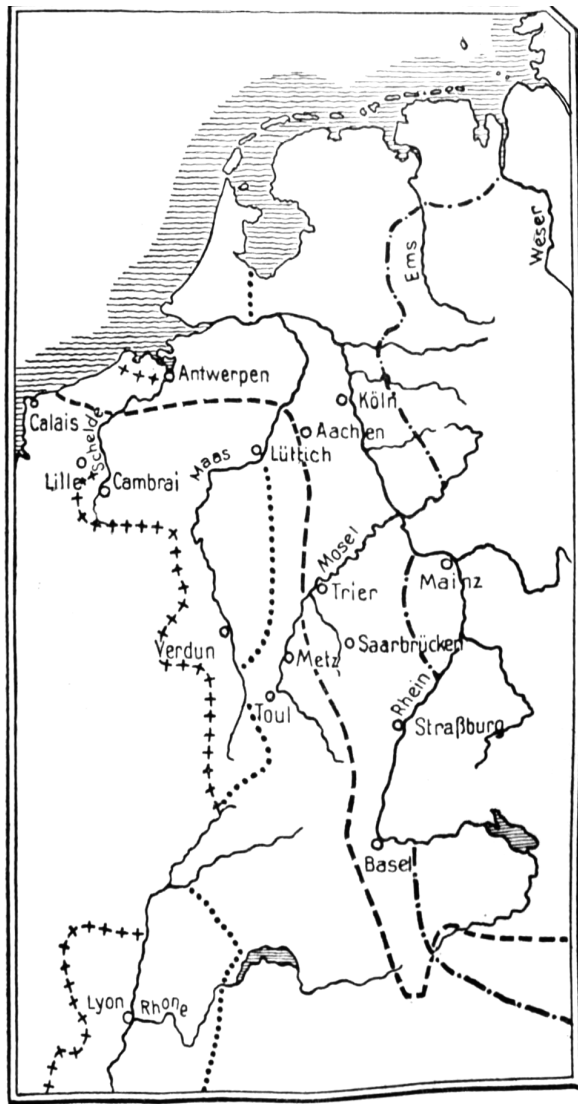 Ems
Weser
Antwerpen
Calais
Schelde
Köln
Aachen
Lille
Maas
Lüttich
Cambrai
Mosel
Trier
Mainz
Verdun
Metz
Saarbrücken
Toul
Rhein
Straßburg
Basel
Lyon
Rhone